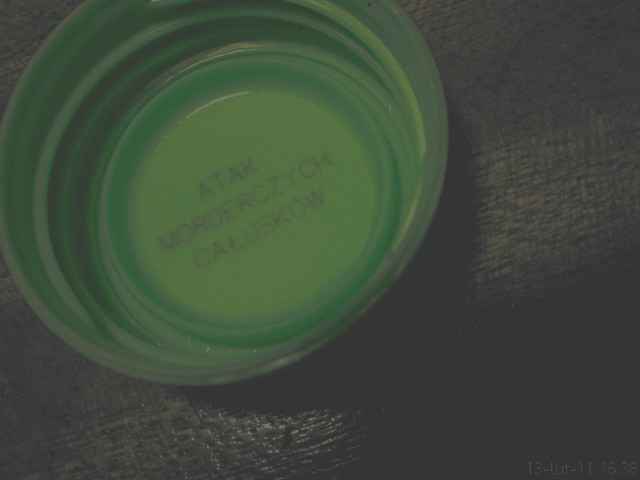 ATAK
MORDERCZYCH
CAŁUSKÓW
13-lut-11 16:38